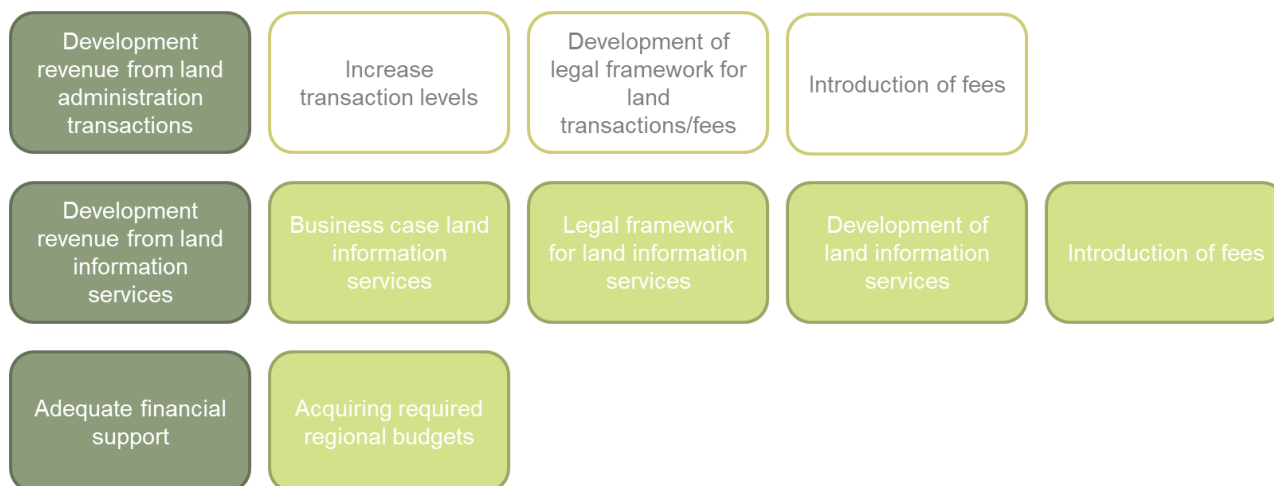 Development
revenue from land
administration
transactions
Increase
transaction levels
Development of
legal framework for
land
transactions/fees
Introduction of fees
Development
revenue from land
information
services
Business case land
information
services
Legal framework
for land information
services
Development of
land information
services
Introduction of fees
Adequate financial
support
Acquiring required
regional budgets